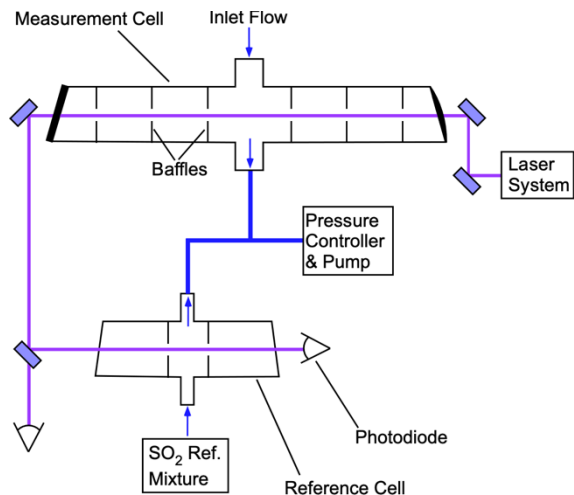 Inlet Flow
Measurement Cell
Baffles
Laser
System
Pressure
Controller
& Pump
Photodiode
SO2 Ref.
Mixture
Reference Cell